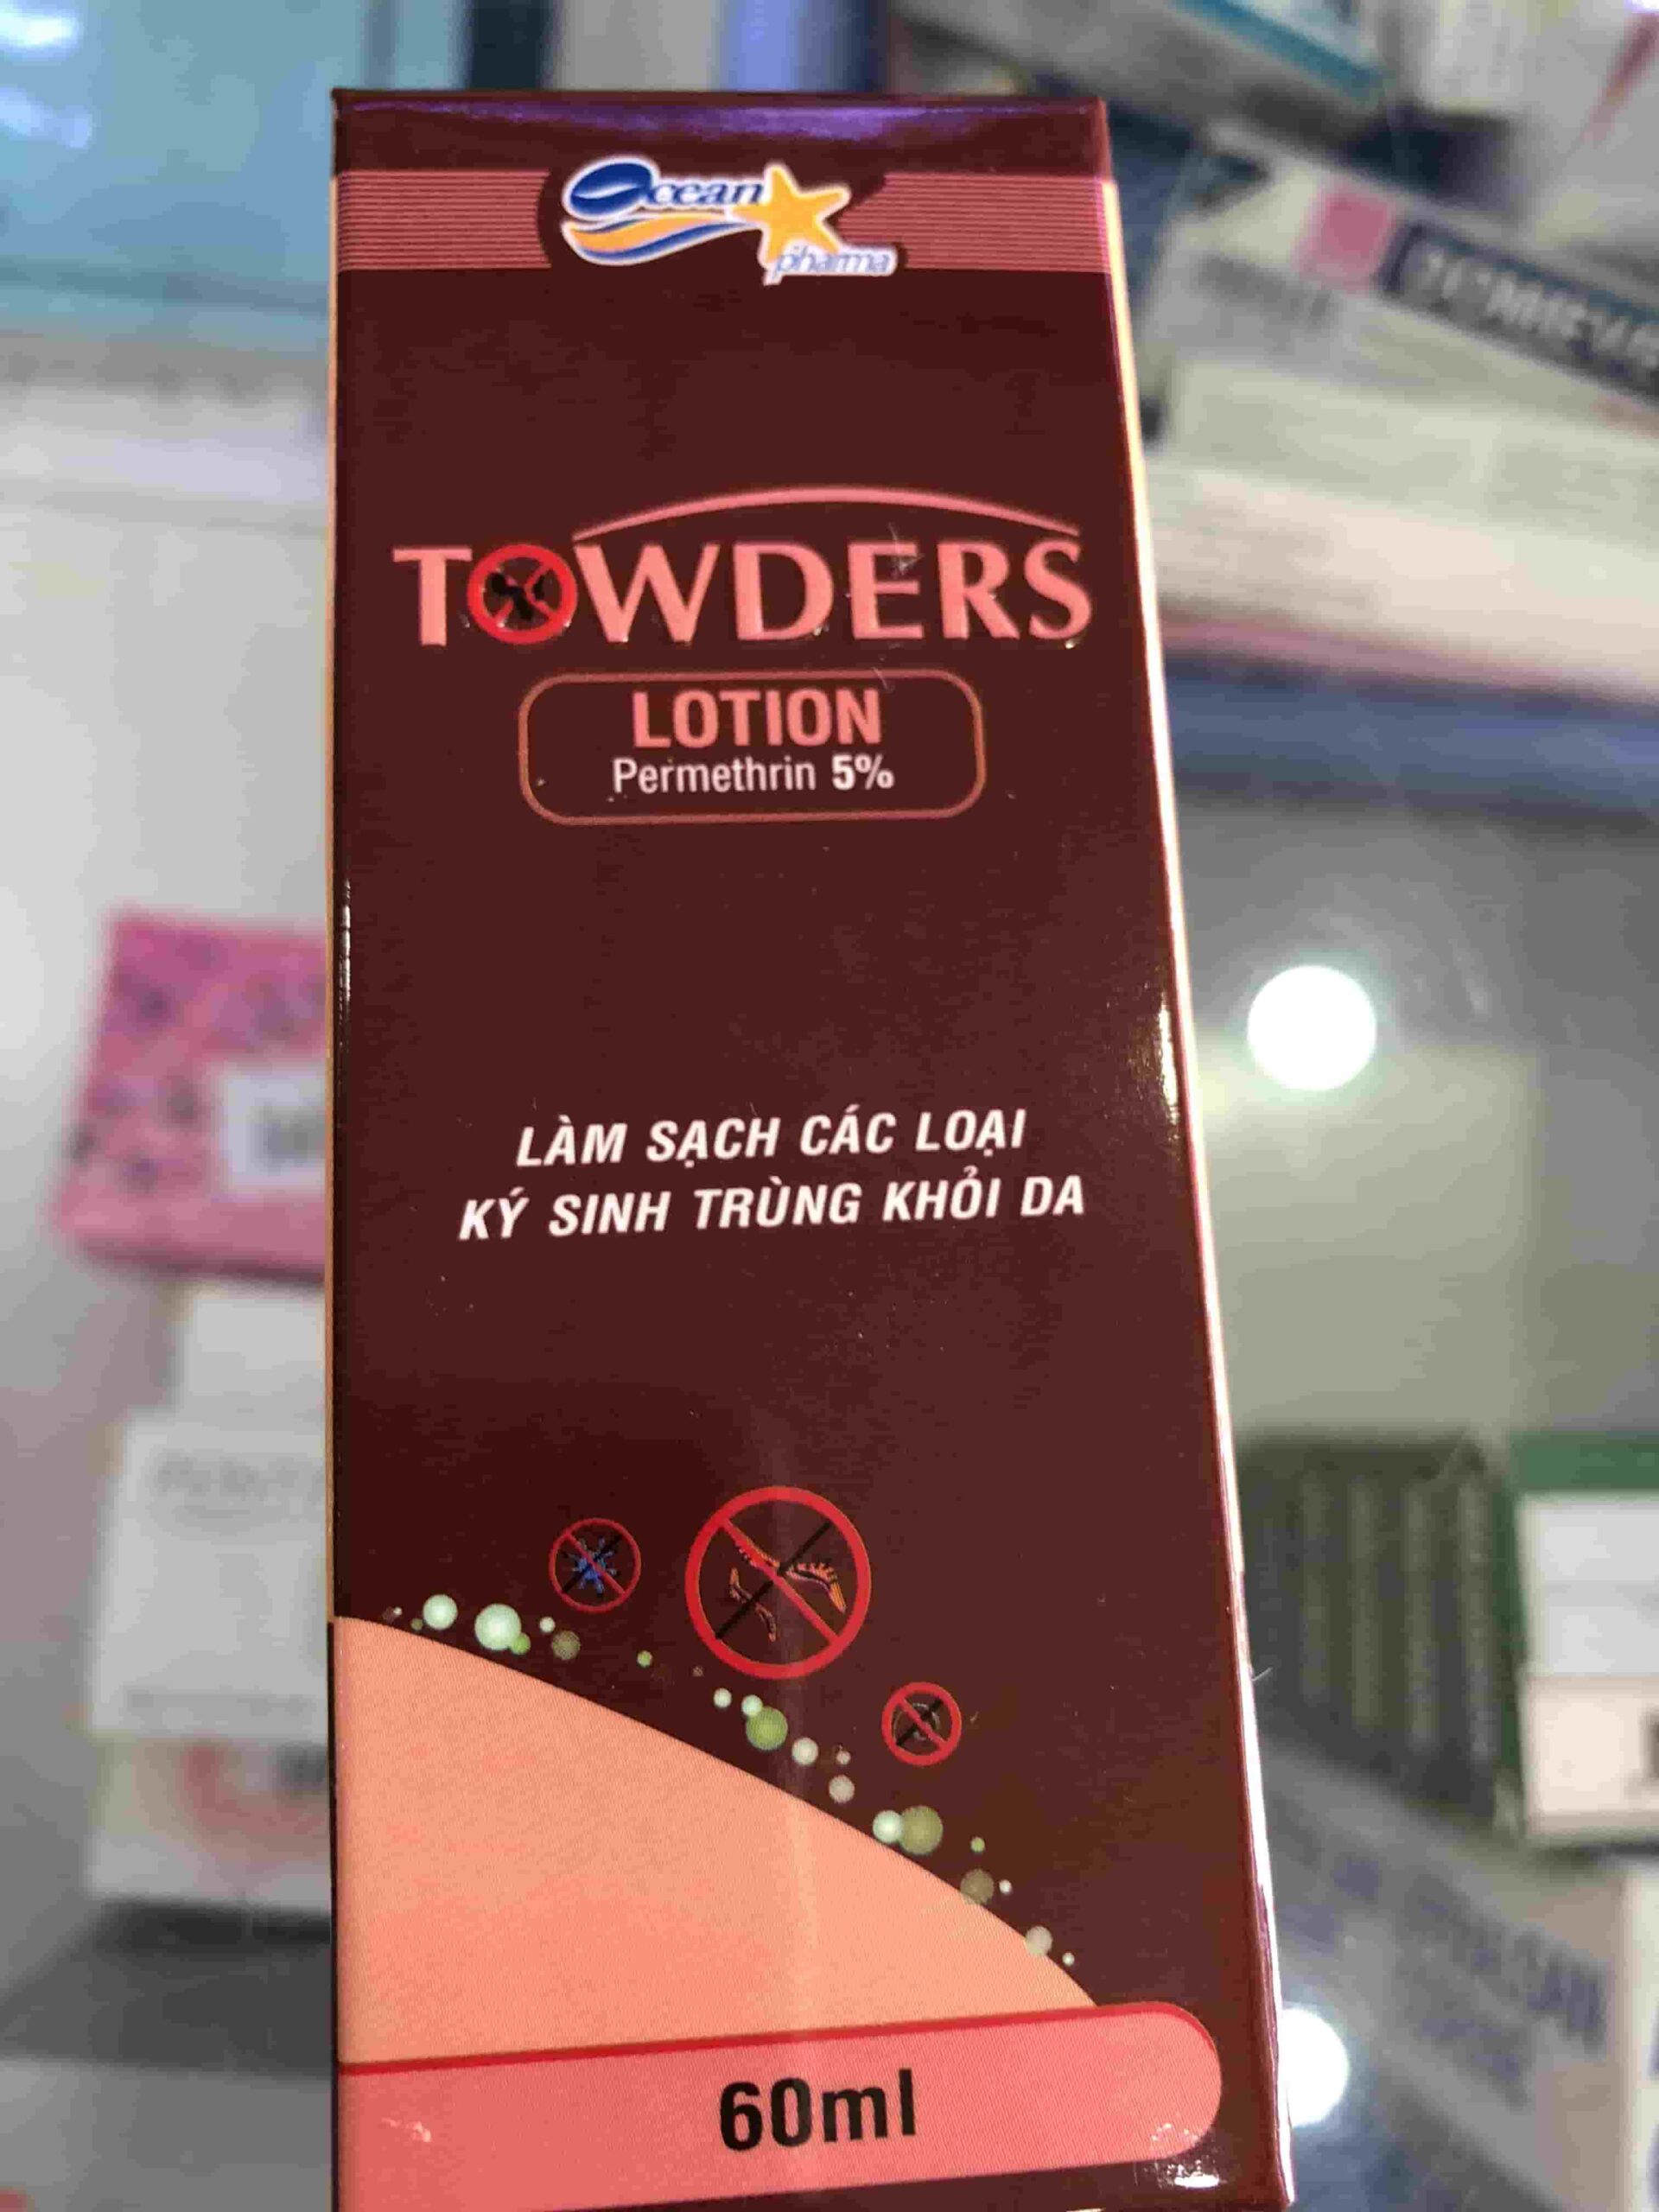 Ocean
pharma
TOWDERS
LOTION
Permethrin 5%
LÀM SẠCH CÁC LOẠI
KÝ SINH TRÙNG KHỎI DA
60ml